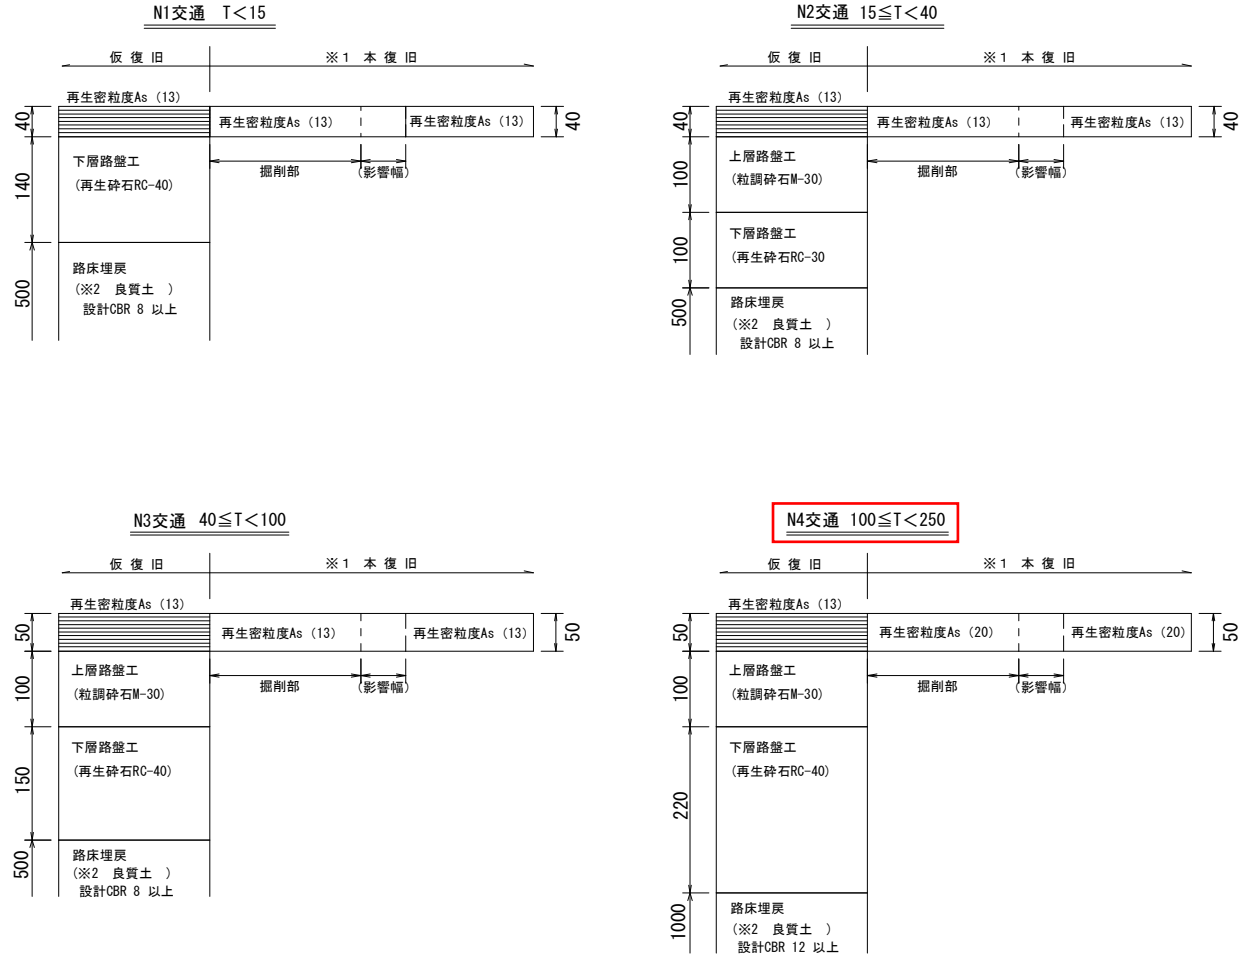 N1交通 T＜15
仮 復 旧
※1 本 復 旧
再生密粒度As（13）
再生密粒度As（13）
再生密粒度As（13）
40
40
掘削部
（影響幅）
下層路盤工
（再生砕石RC-40）
140
路床埋戻
（※2 良質土 ）
設計CBR 8 以上
500
N2交通 15≦T＜40
仮 復 旧
※1 本 復 旧
再生密粒度As（13）
再生密粒度As（13）
再生密粒度As（13）
40
40
掘削部
（影響幅）
上層路盤工
（粒調砕石M-30）
100
下層路盤工
（再生砕石RC-30
100
路床埋戻
（※2 良質土 ）
設計CBR 8 以上
500
N3交通 40≦T＜100
仮 復 旧
※1 本 復 旧
再生密粒度As（13）
再生密粒度As（13）
再生密粒度As（13）
50
50
掘削部
（影響幅）
上層路盤工
（粒調砕石M-30）
100
下層路盤工
（再生砕石RC-40）
150
路床埋戻
（※2 良質土 ）
設計CBR 8 以上
500
N4交通 100≦T＜250
仮 復 旧
※1 本 復 旧
再生密粒度As（13）
再生密粒度As（20）
再生密粒度As（20）
50
50
掘削部
（影響幅）
上層路盤工
（粒調砕石M-30）
100
下層路盤工
（再生砕石RC-40）
220
路床埋戻
（※2 良質土 ）
設計CBR 12 以上
1000